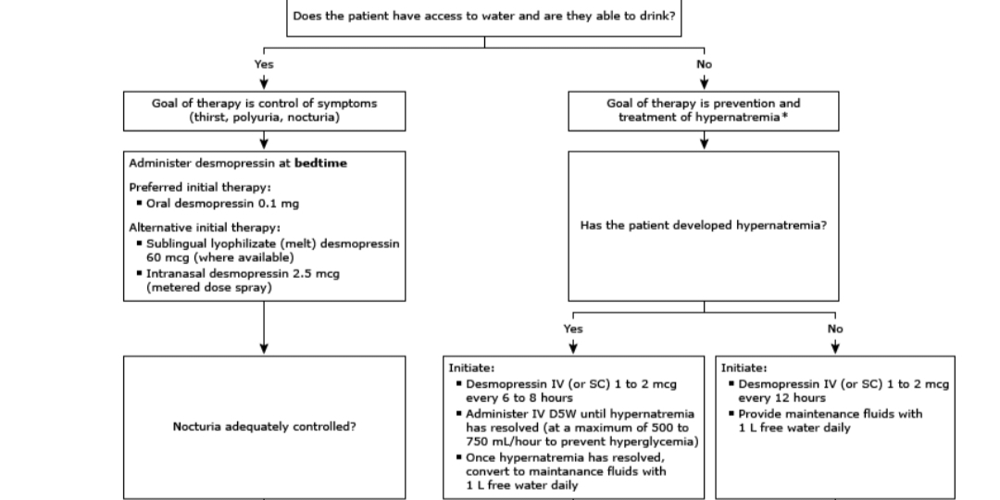 Does the patient have access to water and are they able to drink?
Yes
No
Goal of therapy is control of symptoms
(thirst, polyuria, nocturia)
Goal of therapy is prevention and
treatment of hypernatremia*
Administer desmopressin at bedtime
Preferred initial therapy:
▪ Oral desmopressin 0.1 mg
Alternative initial therapy:
▪ Sublingual lyophilizate (melt) desmopressin
60 mcg (where available)
▪ Intranasal desmopressin 2.5 mcg
(metered dose spray)
Has the patient developed hypernatremia?
Yes
No
Nocturia adequately controlled?
Initiate:
▪ Desmopressin IV (or SC) 1 to 2 mcg
every 6 to 8 hours
▪ Administer IV D5W until hypernatremia
has resolved (at a maximum of 500 to
750 mL/hour to prevent hyperglycemia)
▪ Once hypernatremia has resolved,
convert to maintanance fluids with
1 L free water daily
Initiate:
▪ Desmopressin IV (or SC) 1 to 2 mcg
every 12 hours
▪ Provide maintenance fluids with
1 L free water daily